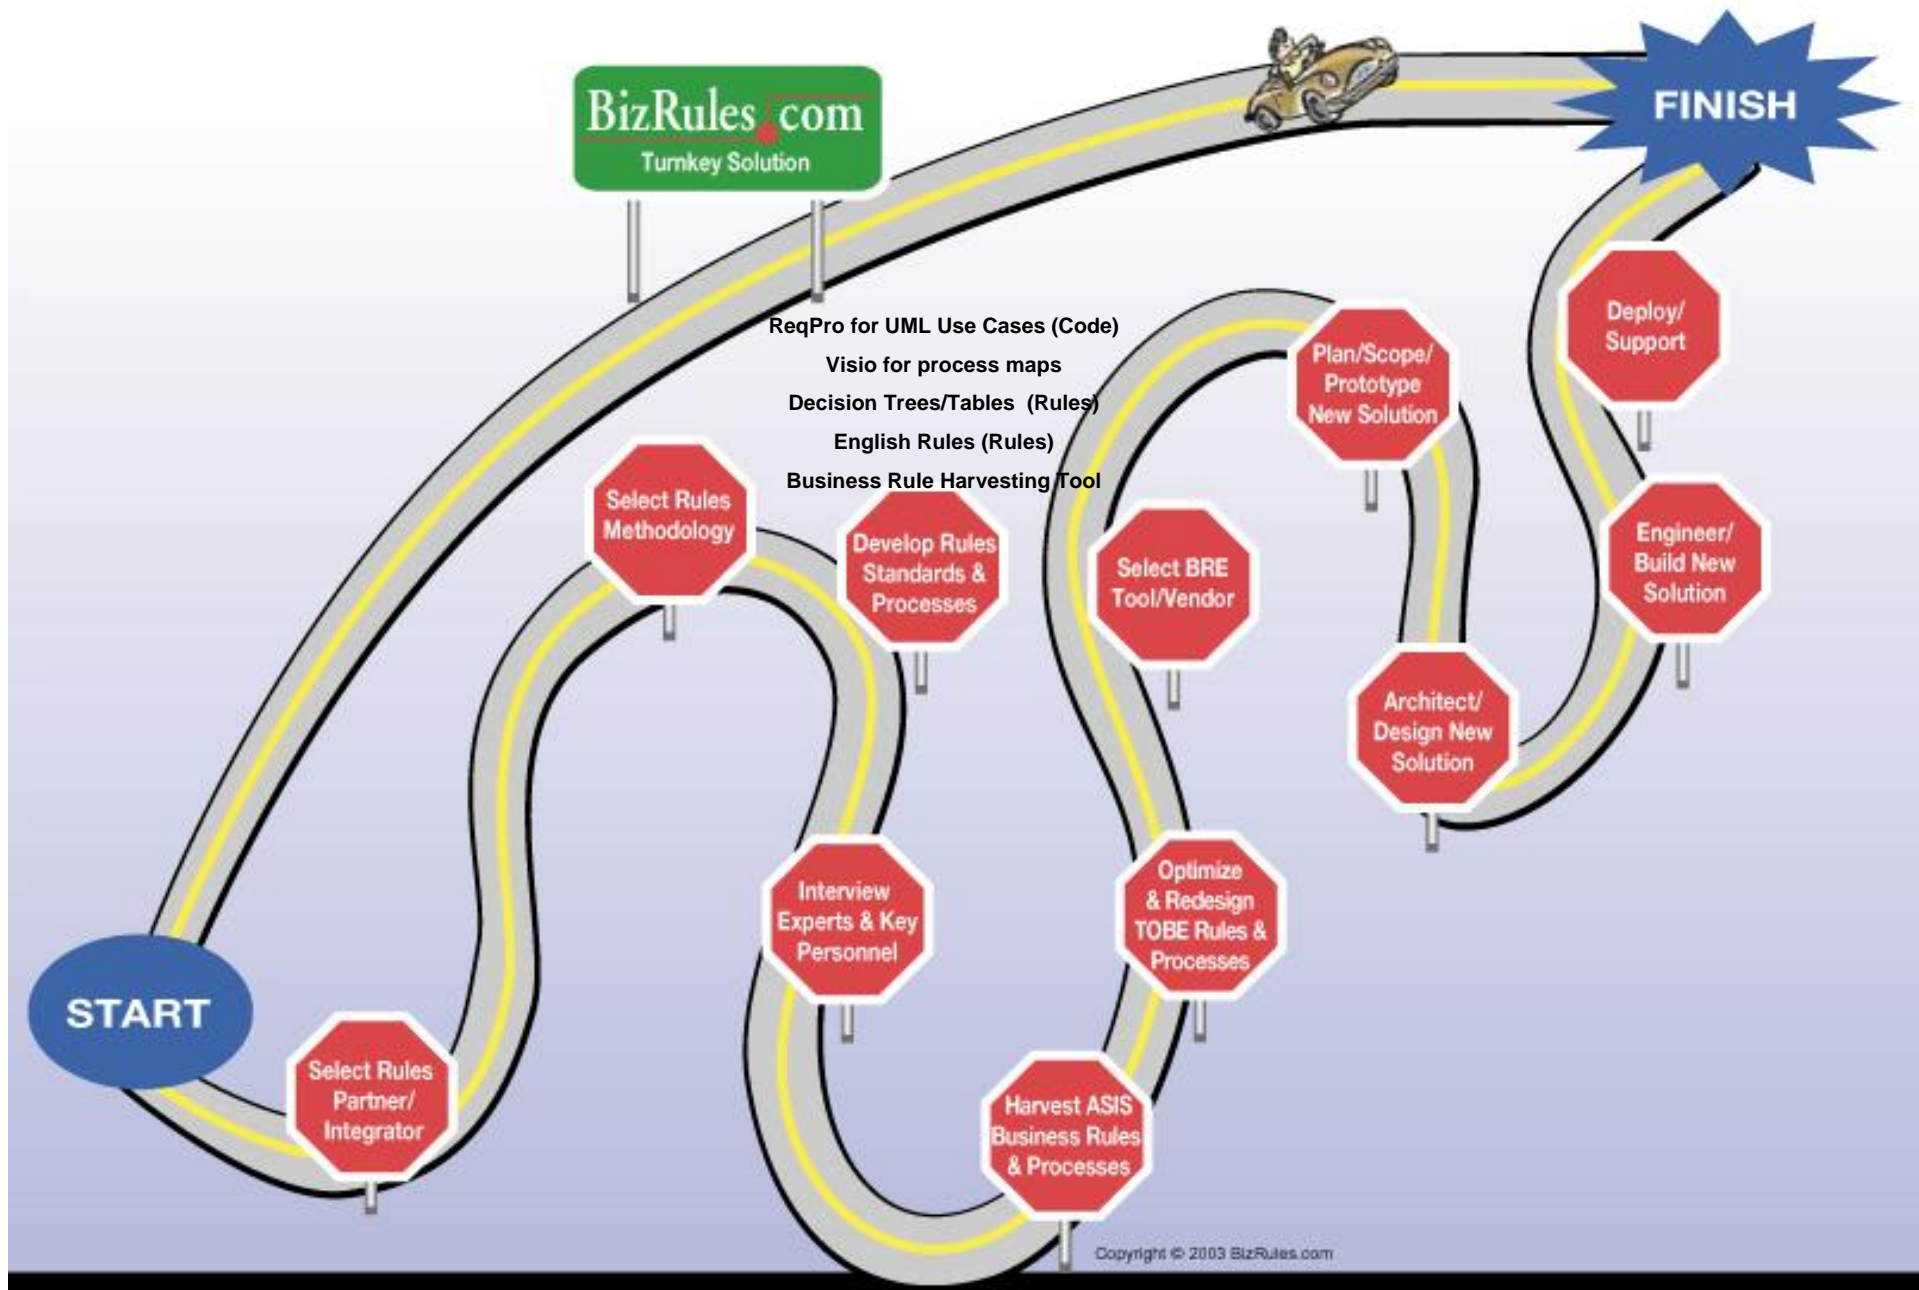 BizRules.com
Turnkey Solution
FINISH
ReqPro for UML Use Cases (Code)
Visio for process maps
Decision Trees/Tables (Rules)
English Rules (Rules)
Business Rule Harvesting Tool
START
Select Rules
Partner/
Integrator
Select Rules
Methodology
Develop Rules
Standards &
Processes
Interview
Experts & Key
Personnel
Harvest ASIS
Business Rules
& Processes
Optimize
& Redesign
TOBE Rules &
Processes
Select BRE
Tool/Vendor
Plan/Scope/
Prototype
New Solution
Architect/
Design New
Solution
Engineer/
Build New
Solution
Deploy/
Support
Copyright © 2003 BizRules.com